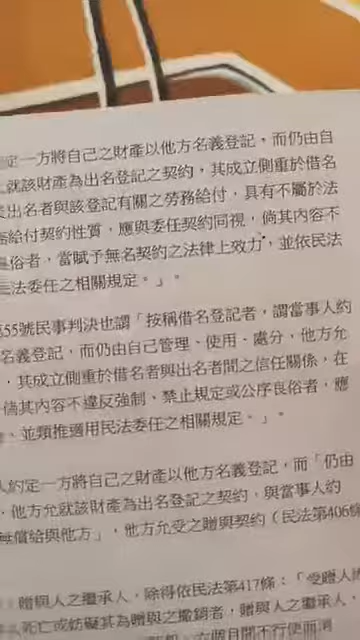 定一方將自己之財產以他方名義登記,而仍由自
就該財產為出名登記之契約,其成立側重於借名
出名者與該登記有關之勞務給付,具有不屬於法
務給付契約性質,應與委任契約同視,倘其內容不
良俗者,當賦予無名契約之法律上效力,並依民法
民法委任之相關規定。」。
55號民事判決也謂「按稱借名登記者,謂當事人約
名義登記,而仍由自己管理、使用、處分,他方允
,其成立側重於借名者與出名者間之信任關係,在
倘其內容不違反強制、禁止規定或公序良俗者,應
,並類推適用民法委任之相關規定。」。
人約定一方將自己之財產以他方名義登記,而「仍由
,他方允就該財產為出名登記之契約,與當事人約
無償給與他方」,他方允受之贈與契約(民法第406條
贈與人之繼承人,除得依民法第417條:「受贈人
死亡或妨礙其為贈與之撤銷者,贈與人之繼承人,
個月間不行使而消